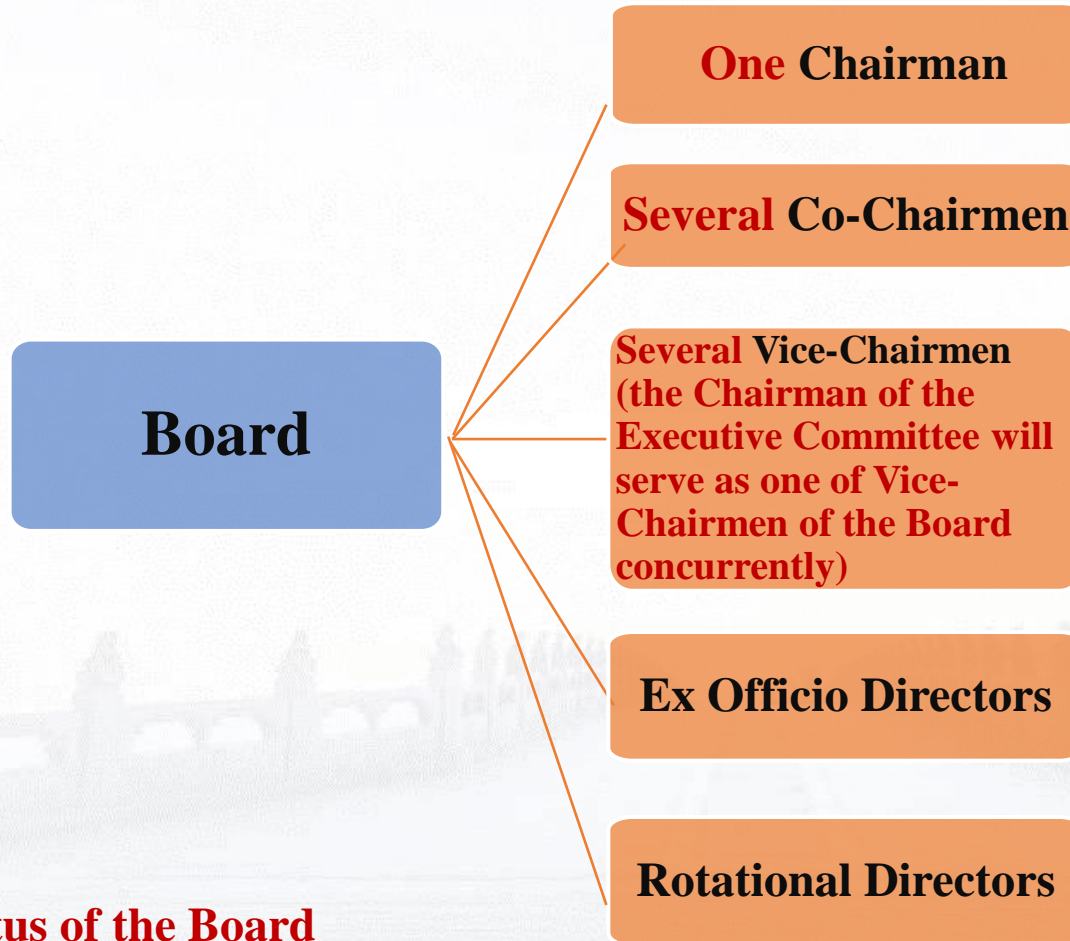 One Chairman
Several Co-Chairmen
Board
Several Vice-Chairmen
(the Chairman of the
Executive Committee will
serve as one of Vice-
Chairmen of the Board
concurrently)
Ex Officio Directors
Rotational Directors
of the Board